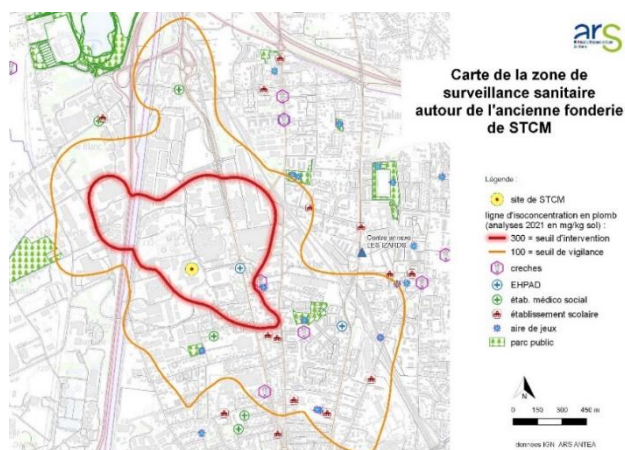 ars
Carte de la zone de
surveillance sanitaire
autour de l'ancienne fonderie
de STCM
Légende :
site de STCM
ligne d'isoconcentration en plomb
(analyses 2021 en mg/kg sol) :
300 = seuil d'intervention
100 = seuil de vigilance
creches
EHPAD
étab. médico social
établissement scolaire
aire de jeux
parc public
Centre
LES IZARDS
N
0 150 300 450 m
données IGN ARS ANTEA